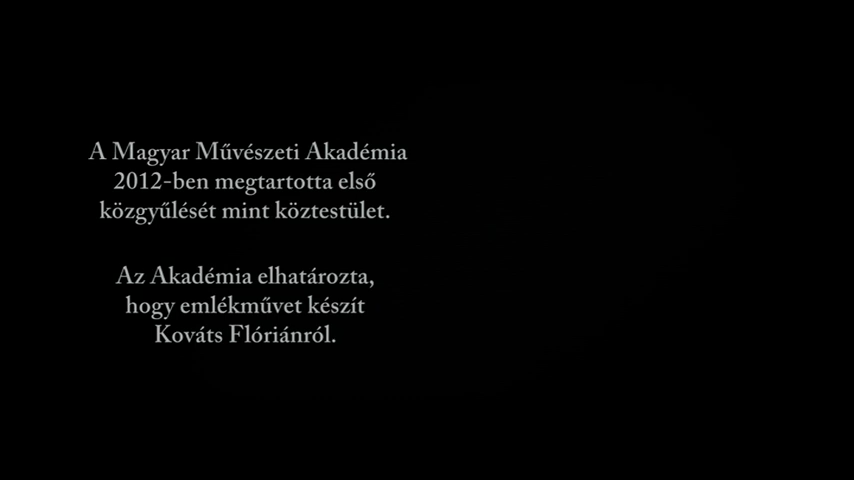 A Magyar Művészeti Akadémia
2012-ben megtartotta első
közgyűlését mint köztestület.
Az Akadémia elhatározta,
hogy emlékművet készít
Kováts Flóriánról.